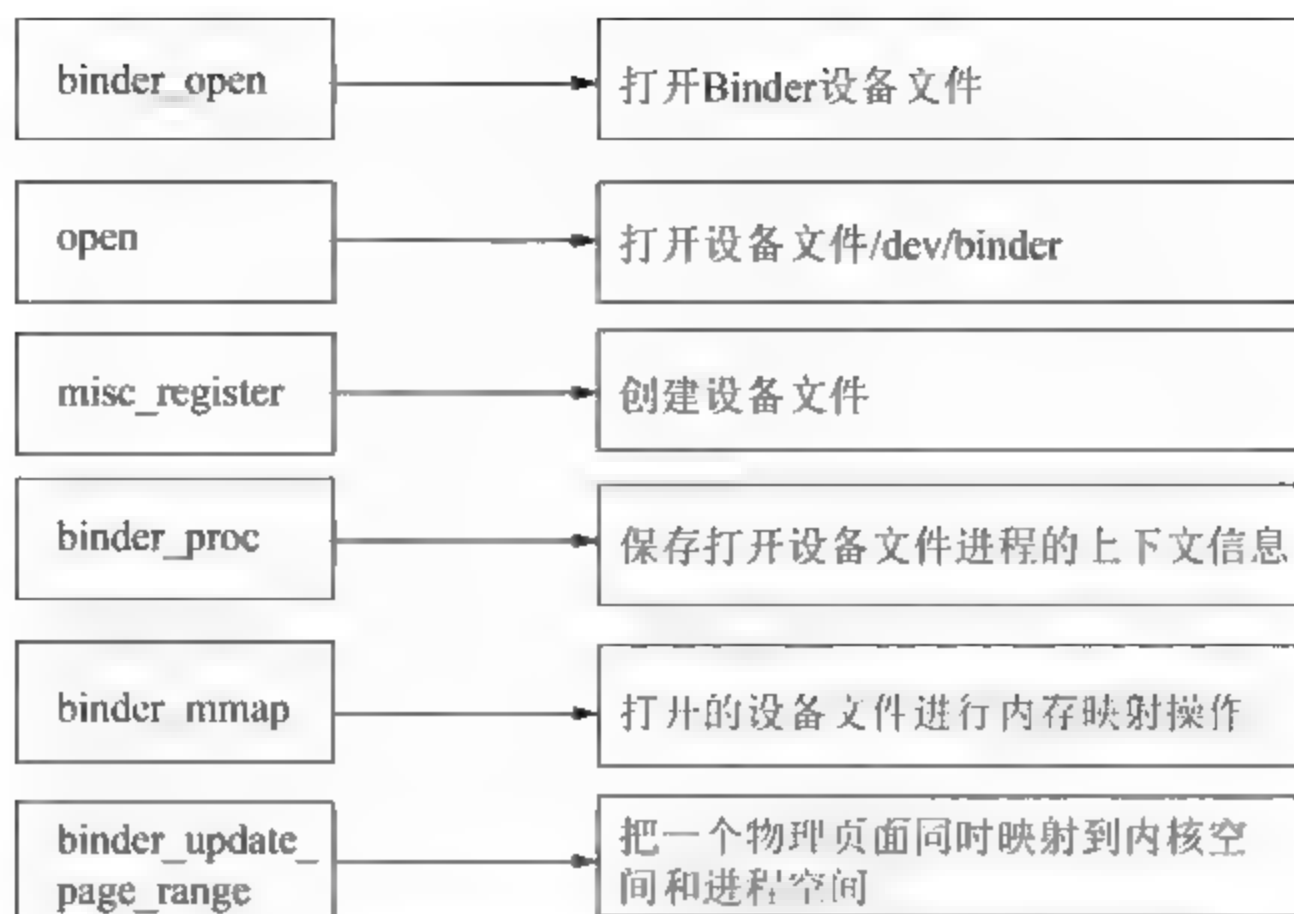 binder_open
打开Binder设备文件
open
打开设备文件/dev/binder
misc_register
创建设备文件
binder_proc
保存打开设备文件进程的上下文信息
binder_mmap
打开的设备文件进行内存映射操作
binder_update_
page_range
把一个物理页面同时映射到内核空
间和进程空间